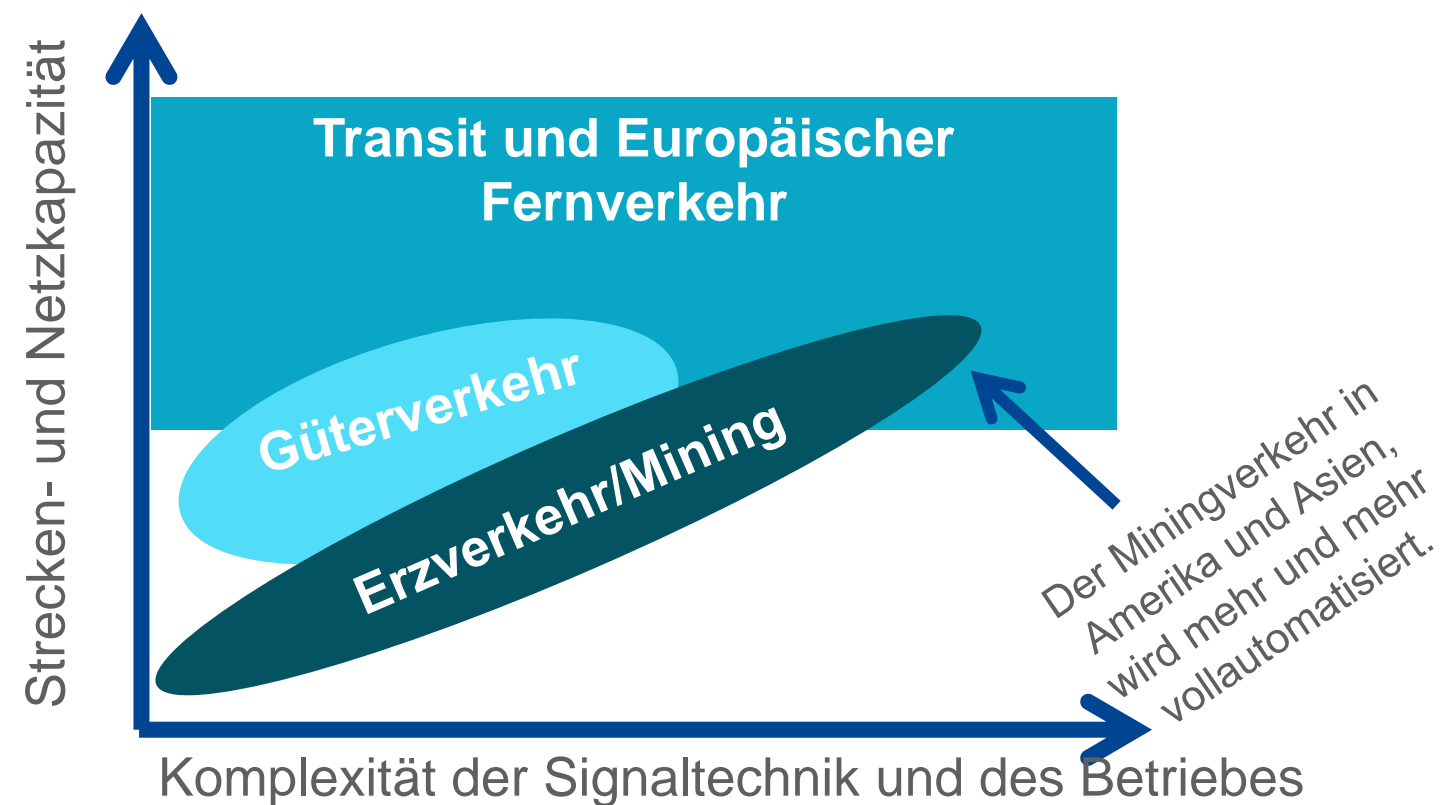 Strecken- und Netzkapazität
Transit und Europäischer
Fernverkehr
Güterverkehr
Erzverkehr/Mining
Der Miningverkehr in
Amerika und Asien,
wird mehr und mehr
vollautomatisiert.
Komplexität der Signaltechnik und des Betriebes